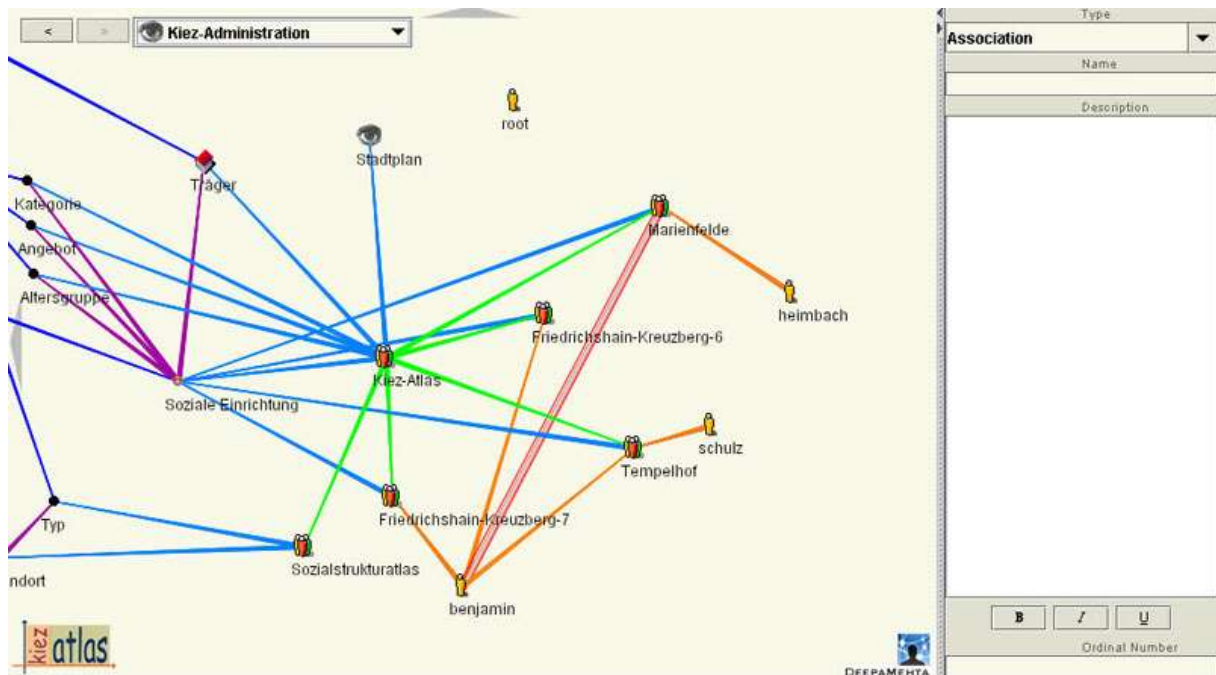 Type
< > Kiez-Administration
Association
Name
root
Description
Stadtplan
Träger
Kategorie
Marienfelde
Angebot
Altersgruppe
heimbach
Friedrichshain-Kreuzberg-6
Kiez-Atlas
Soziale Einrichtung
schulz
Tempelhof
Typ
Friedrichshain-Kreuzberg-7
Sozialstrukturatlas
ndort
benjamin
B I U
kiez
atlas
Ordinal Number
DEEPAMEHTA